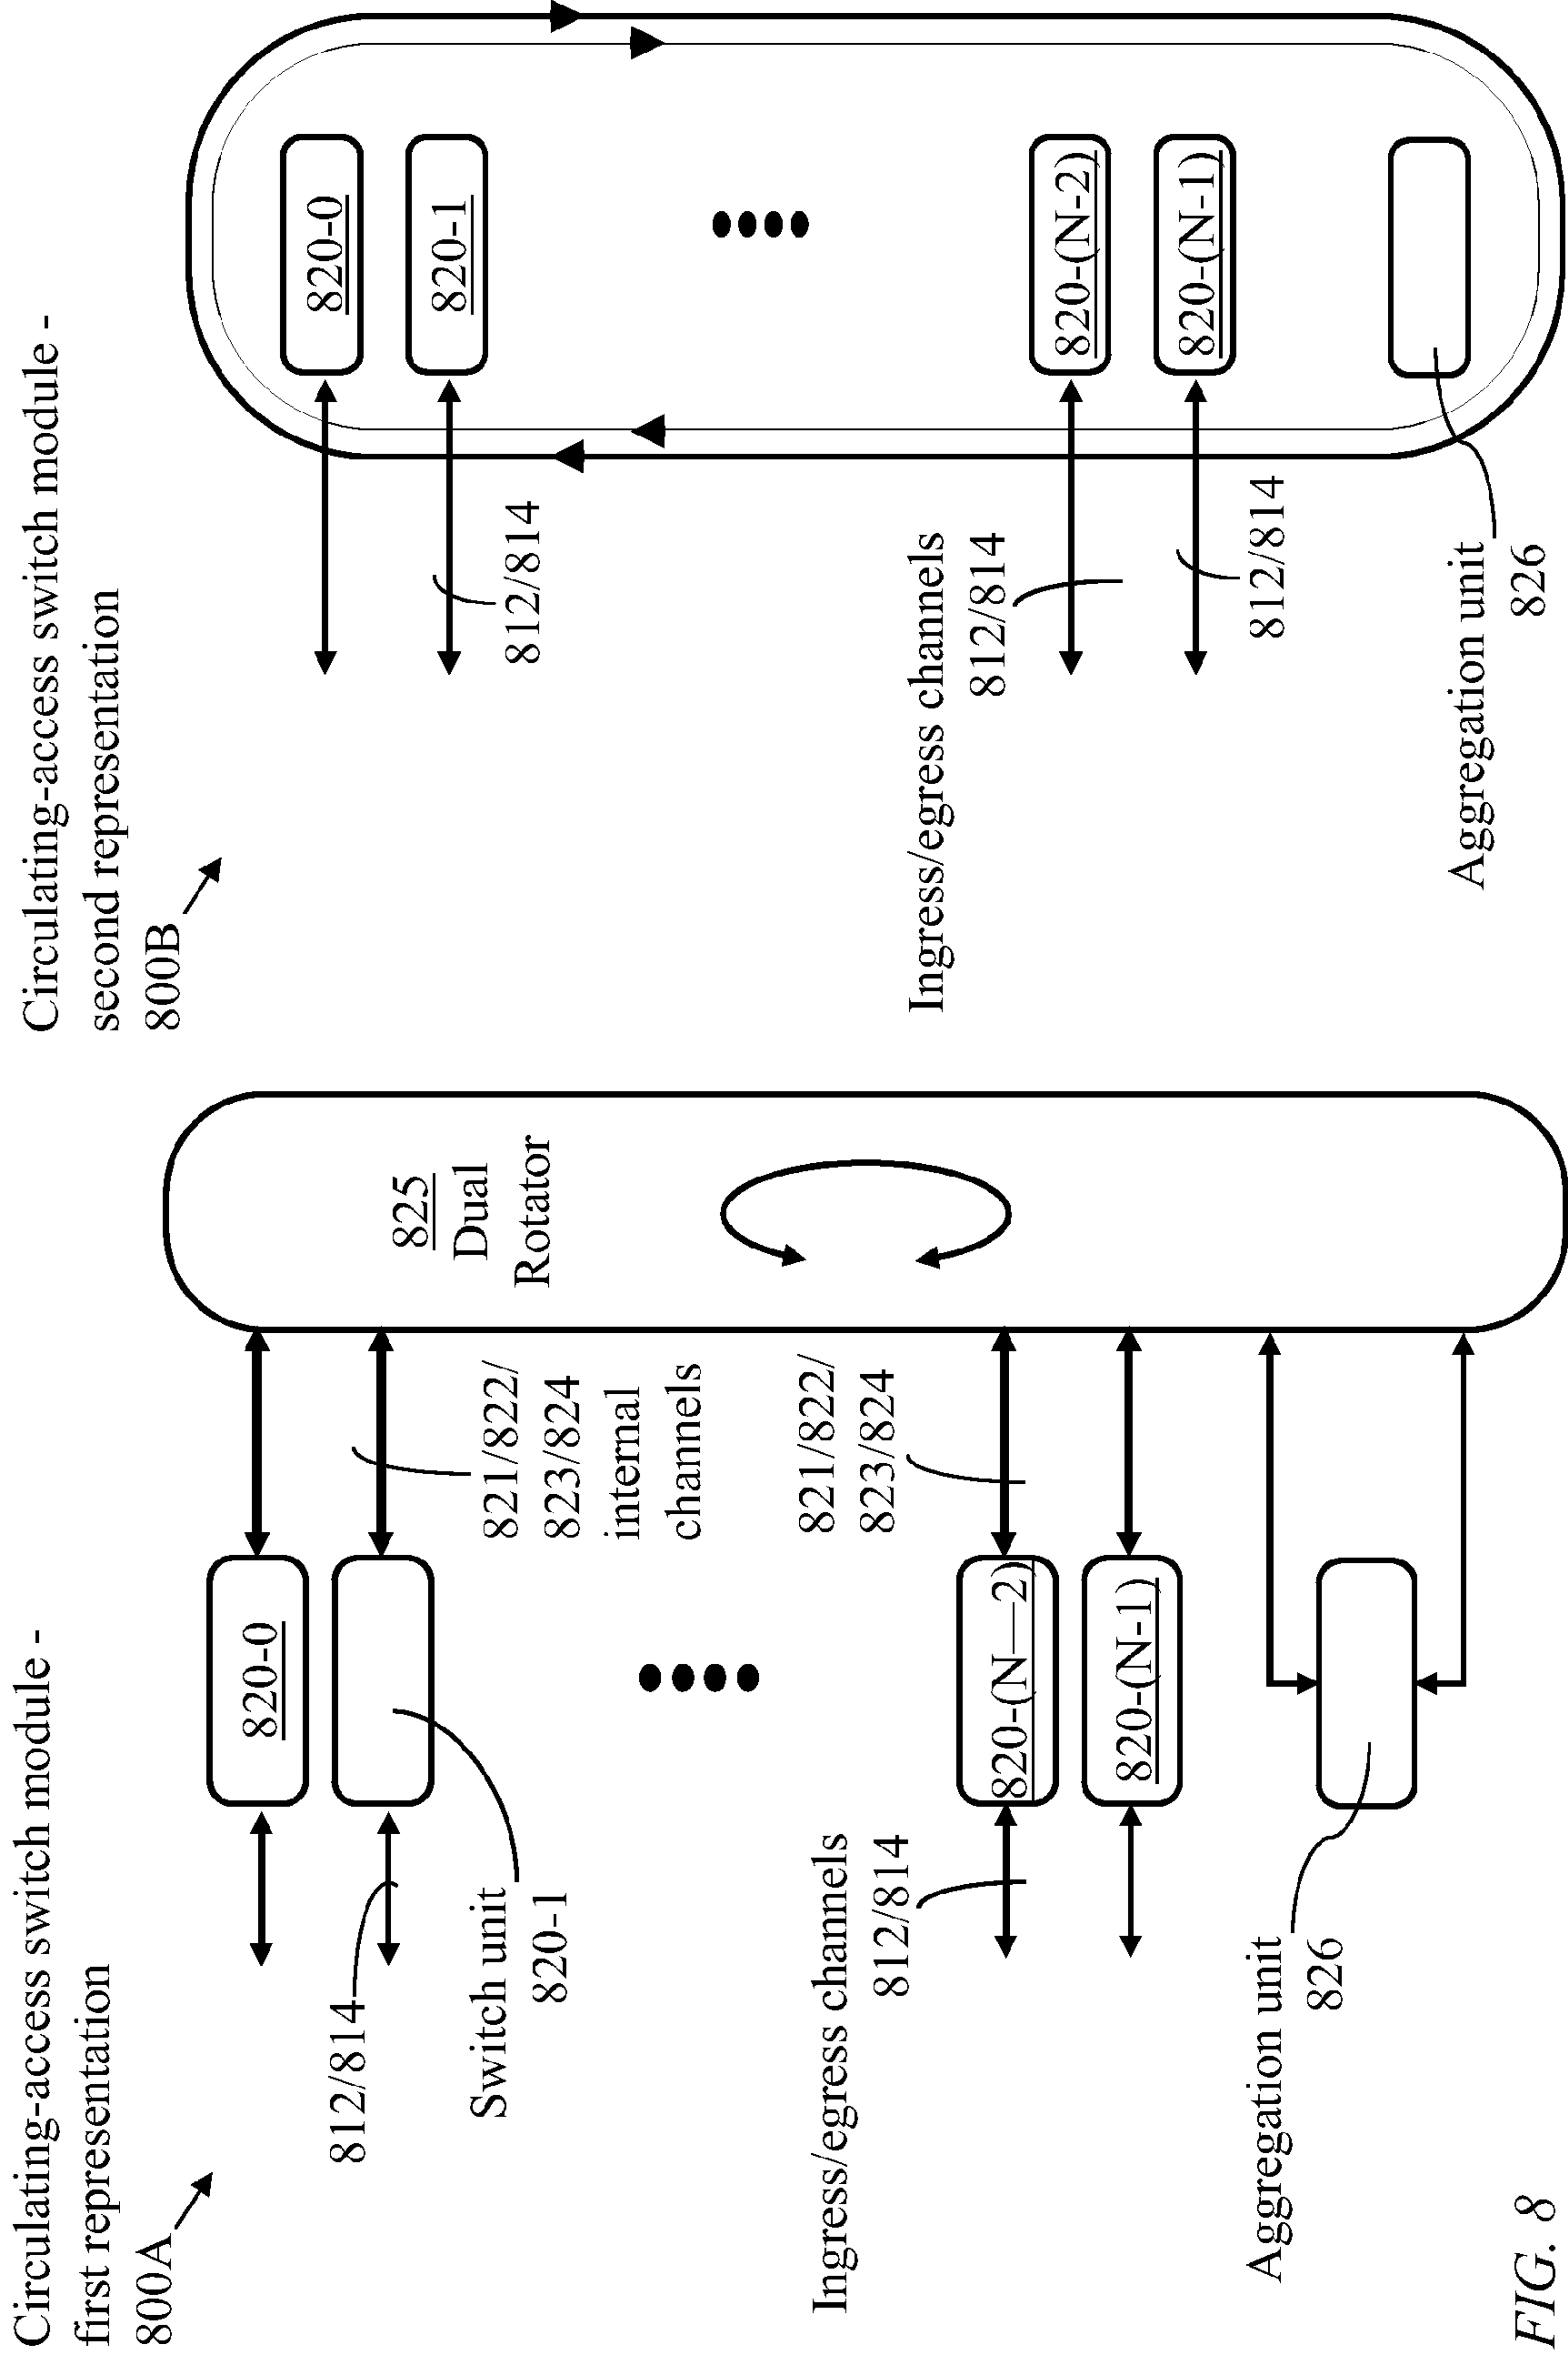 Circulating-access switch module -
first representation
800A
820-0
812/814
Switch unit
820-1
821/822/
823/824
internal
channels
825
Dual
Rotator
821/822/
823/824
Ingress/egress channels
812/814
820-(N—2)
820-(N-1)
Aggregation unit
826
Circulating-access switch module -
second representation
800B
820-0
820-1
812/814
Ingress/egress channels
812/814
820-(N-2)
820-(N-1)
812/814
Aggregation unit
826
FIG. 8